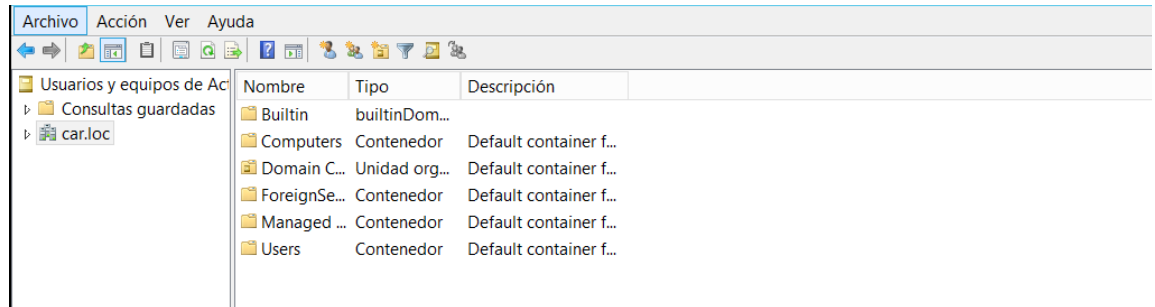 Archivo Acción Ver Ayuda
Usuarios y equipos de Act
Consultas guardadas
car.loc
Nombre Tipo Descripción
Builtin builtinDom...
Computers Contenedor Default container f...
Domain C... Unidad org... Default container f...
ForeignSe... Contenedor Default container f...
Managed ... Contenedor Default container f...
Users Contenedor Default container f...